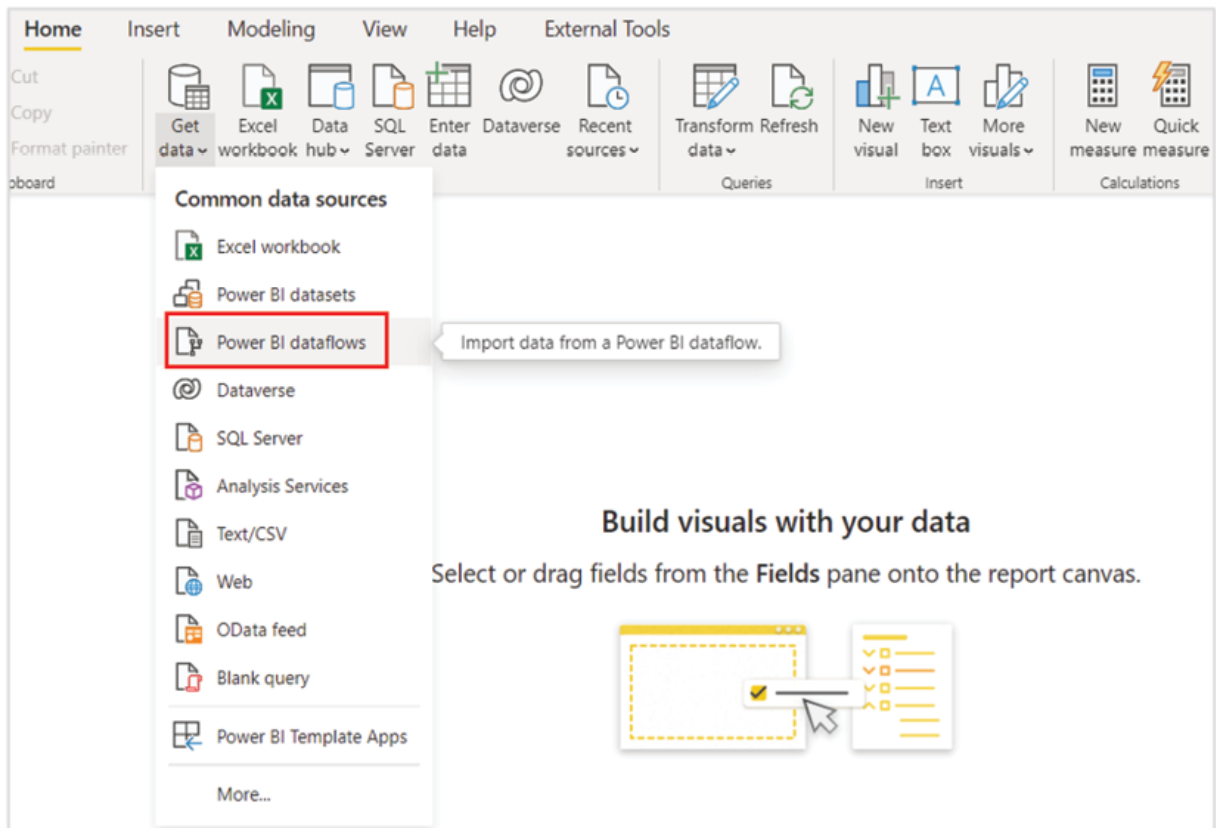 Home Insert Modeling View Help External Tools
Cut
Copy
Format painter
Get data
Excel workbook
Data hub
SQL Server
Enter data
Dataverse
Recent sources
Transform data
Refresh
New visual
Text box
More visuals
New measure
Quick measure
pboard
Queries
Insert
Calculations
Common data sources
Excel workbook
Power BI datasets
Power BI dataflows
Import data from a Power BI dataflow.
Dataverse
SQL Server
Analysis Services
Text/CSV
Web
OData feed
Blank query
Power BI Template Apps
More...
Build visuals with your data
Select or drag fields from the Fields pane onto the report canvas.